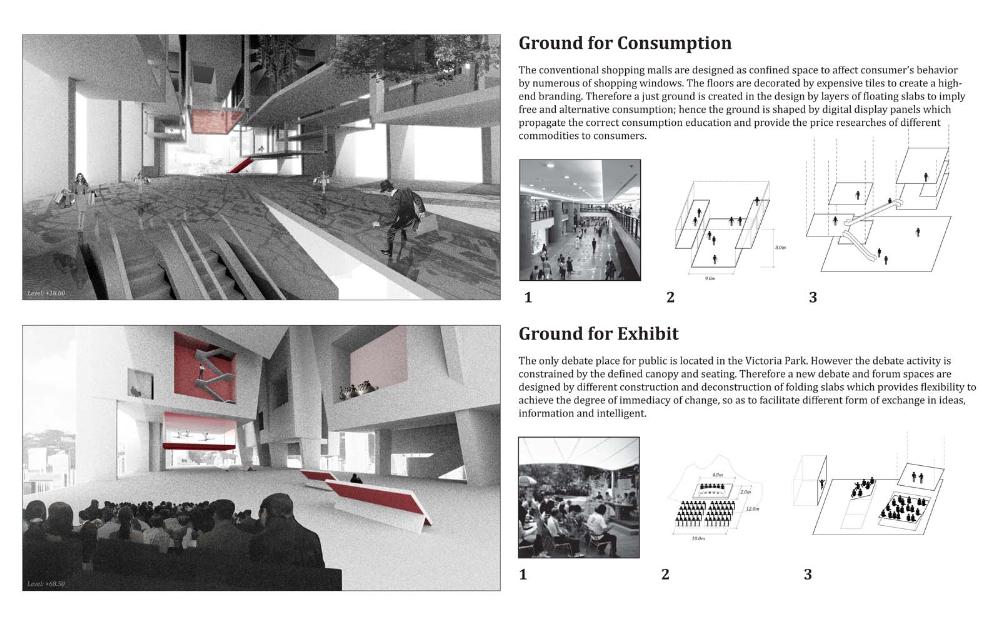 Ground for Consumption
The conventional shopping malls are designed as confined space to affect consumer's behavior
by numerous of shopping windows. The floors are decorated by expensive tiles to create a high-
end branding. Therefore a just ground is created in the design by layers of floating slabs to imply
free and alternative consumption; hence the ground is shaped by digital display panels which
propagate the correct consumption education and provide the price researches of different
commodities to consumers.
8.0m
9.0m
Level: +18.00
1 2 3
Ground for Exhibit
The only debate place for public is located in the Victoria Park. However the debate activity is
constrained by the defined canopy and seating. Therefore a new debate and forum spaces are
designed by different construction and deconstruction of folding slabs which provides flexibility to
achieve the degree of immediacy of change, so as to facilitate different form of exchange in ideas,
information and intelligent.
6.0m
2.0m
12.0m
10.0m
Level: +68.50
1 2 3